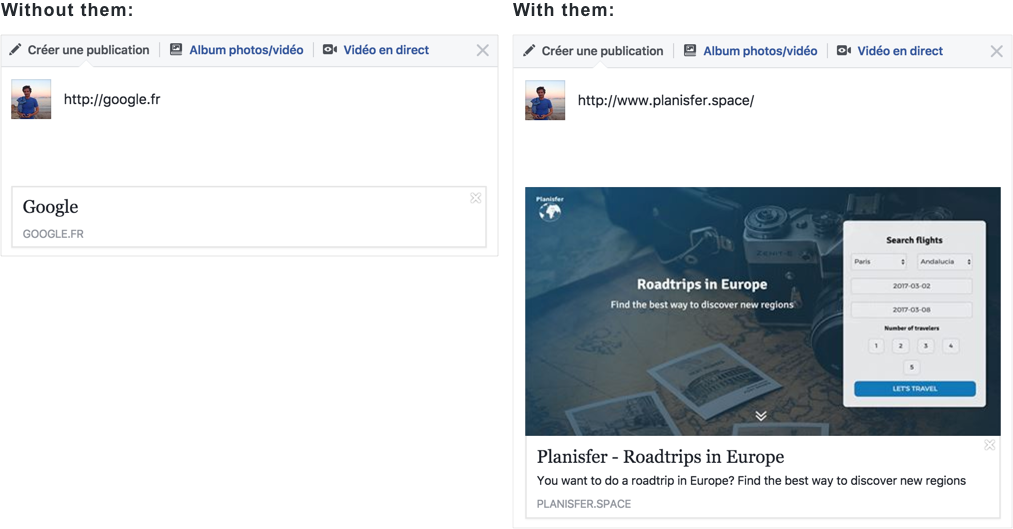 Without them:
Créer une publication Album photos/vidéo Vidéo en direct
http://google.fr
Google
GOOGLE.FR
With them:
Créer une publication Album photos/vidéo Vidéo en direct
http://www.planisfer.space/
Planisfer
ZENIT-E
Roadtrips in Europe
Find the best way to discover new regions
Search flights
Paris Andalucia
2017-03-02
2017-03-08
Number of travelers
1 2 3 4
5
LET'S TRAVEL
Planisfer - Roadtrips in Europe
You want to do a roadtrip in Europe? Find the best way to discover new regions
PLANISFER.SPACE